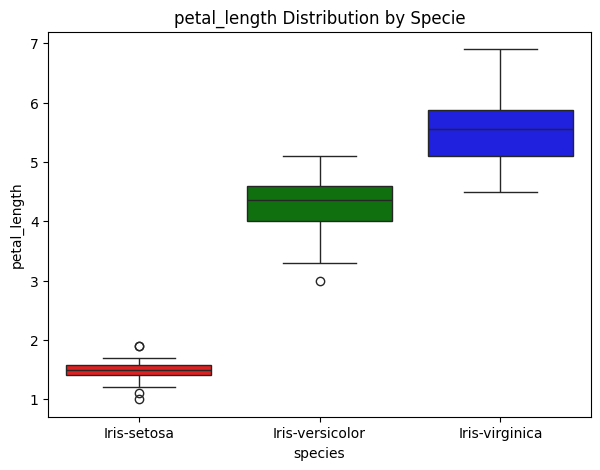 petal_length Distribution by Specie
petal_length
7
6
5
4
3
2
1
Iris-setosa
Iris-versicolor
Iris-virginica
species